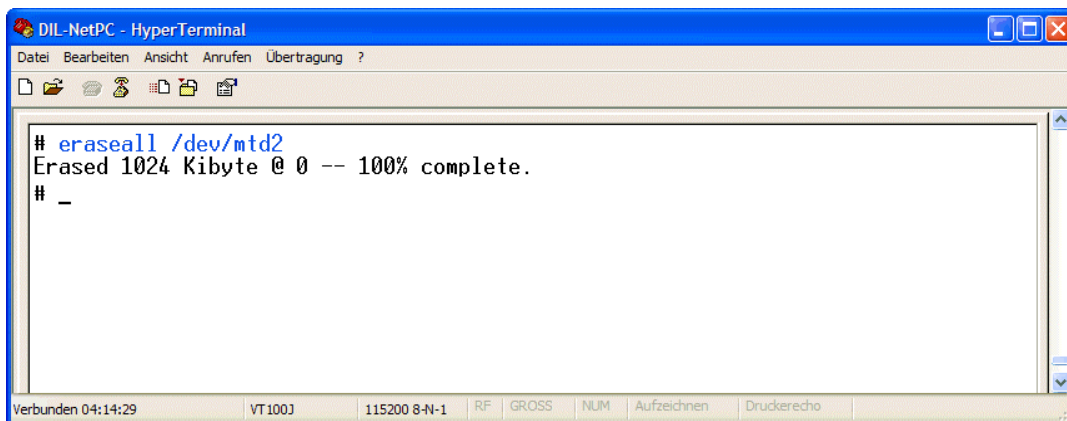 DIL-NetPC - HyperTerminal
Datei Bearbeiten Ansicht Anrufen Übertragung ?
# eraseall /dev/mtd2
Erased 1024 Kibyte @ 0 -- 100% complete.
# _
Verbunden 04:14:29 VT100J 115200 8-N-1 RF GROSS NUM Aufzeichnen Druckerecho